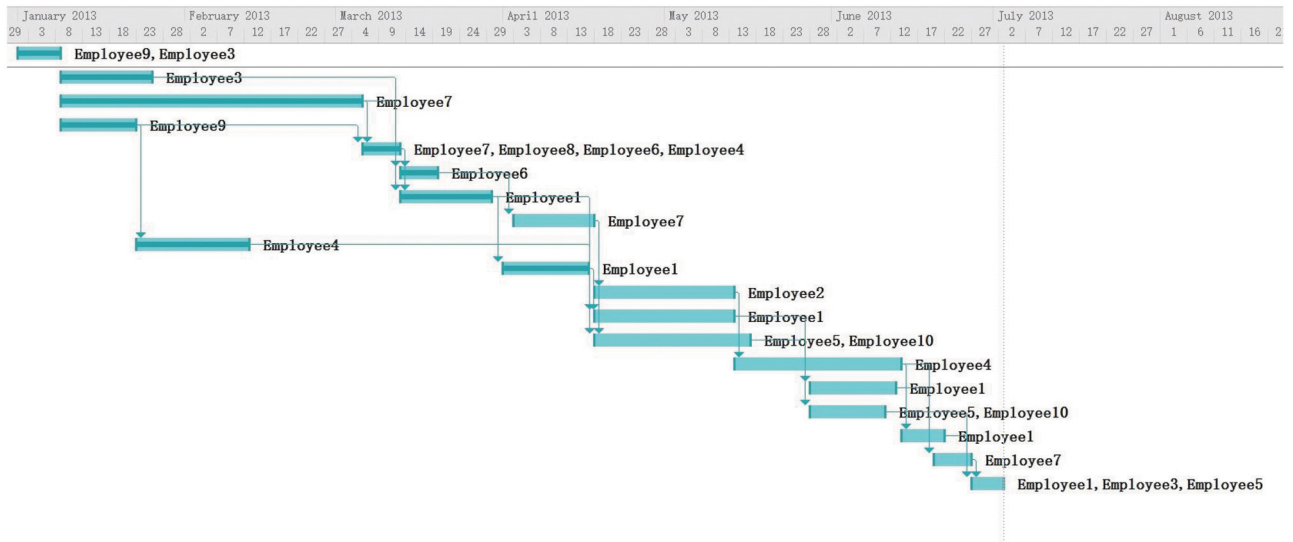 January 2013 February 2013 March 2013 April 2013 May 2013 June 2013 July 2013 August 2013
29 3 8 13 18 23 28 2 7 12 17 22 27 4 9 14 19 24 29 3 8 13 18 23 28 3 8 13 18 23 28 2 7 12 17 22 27 2 7 12 17 22 27 1 6 11 16 2
Employee9, Employee3
Employee3
Employee7
Employee9
Employee7, Employee8, Employee6, Employee4
Employee6
Employee1
Employee7
Employee4
Employee1
Employee2
Employee1
Employee5, Employee10
Employee4
Employee1
Employee5, Employee10
Employee1
Employee7
Employee1, Employee3, Employee5